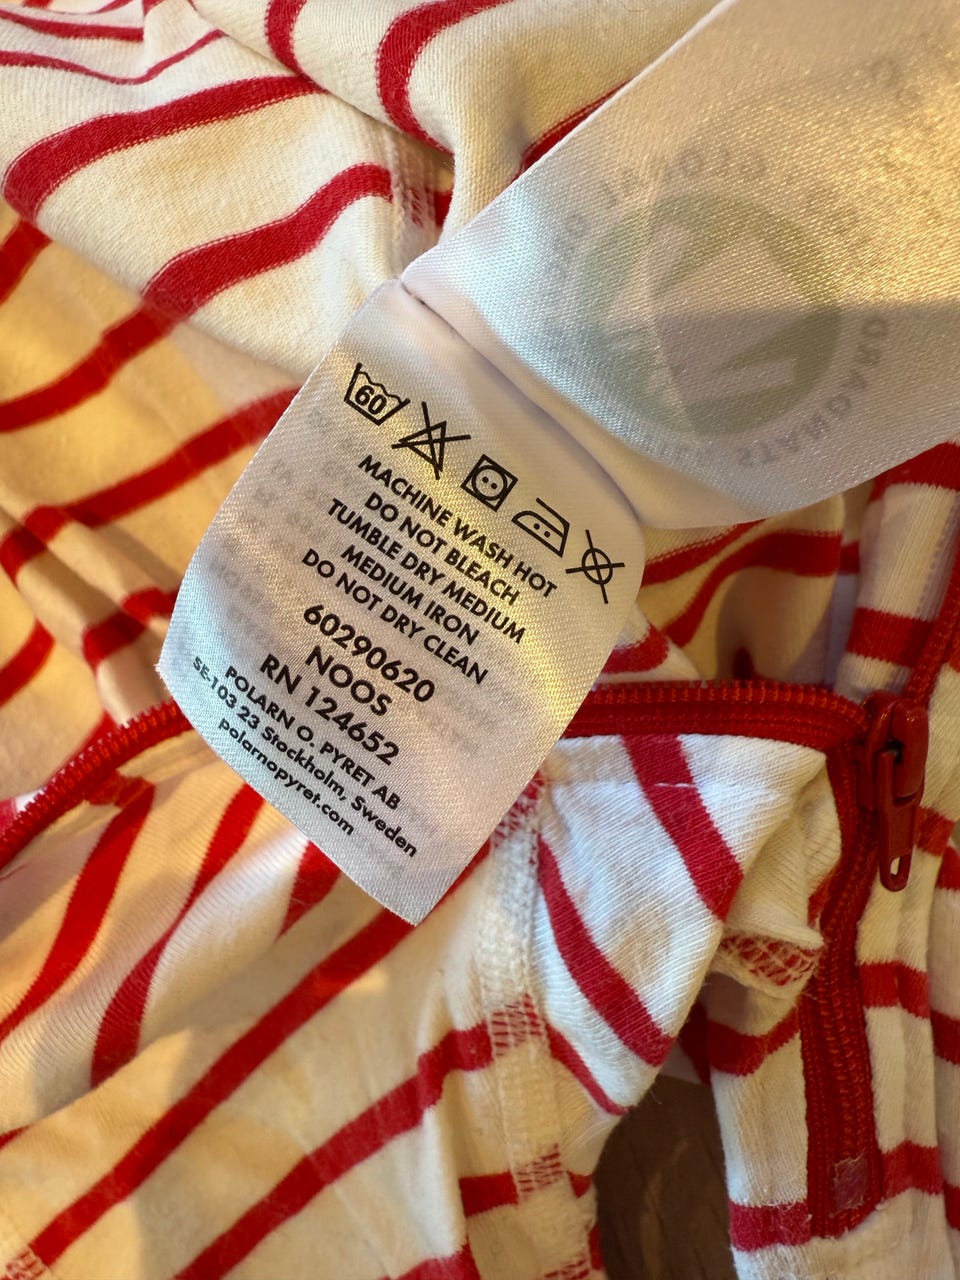 60
MACHINE WASH HOT
DO NOT BLEACH
TUMBLE DRY MEDIUM
MEDIUM IRON
DO NOT DRY CLEAN
60290620
NOOS
RN 124652
POLARN O. PYRET AB
SE-103 23 Stockholm, Sweden
polarnopyret.com